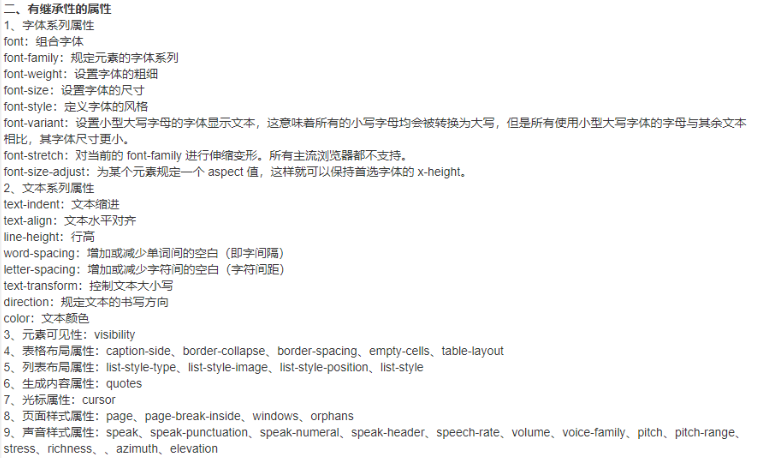 二、有继承性的属性
1、字体系列属性
font：组合字体
font-family：规定元素的字体系列
font-weight：设置字体的粗细
font-size：设置字体的尺寸
font-style：定义字体的风格
font-variant：设置小型大写字母的字体显示文本，这意味着所有的小写字母均会被转换为大写，但是所有使用小型大写字体的字母与其余文本
相比，其字体尺寸更小。
font-stretch：对当前的 font-family 进行伸缩变形。所有主流浏览器都不支持。
font-size-adjust：为某个元素规定一个 aspect 值，这样就可以保持首选字体的 x-height。
2、文本系列属性
text-indent：文本缩进
text-align：文本水平对齐
line-height：行高
word-spacing：增加或减少单词间的空白（即字间隔）
letter-spacing：增加或减少字符间的空白（字符间距）
text-transform：控制文本大小写
direction：规定文本的书写方向
color：文本颜色
3、元素可见性：visibility
4、表格布局属性：caption-side、border-collapse、border-spacing、empty-cells、table-layout
5、列表布局属性：list-style-type、list-style-image、list-style-position、list-style
6、生成内容属性：quotes
7、光标属性：cursor
8、页面样式属性：page、page-break-inside、windows、orphans
9、声音样式属性：speak、speak-punctuation、speak-numeral、speak-header、speech-rate、volume、voice-family、pitch、pitch-range、
stress、richness、、azimuth、elevation